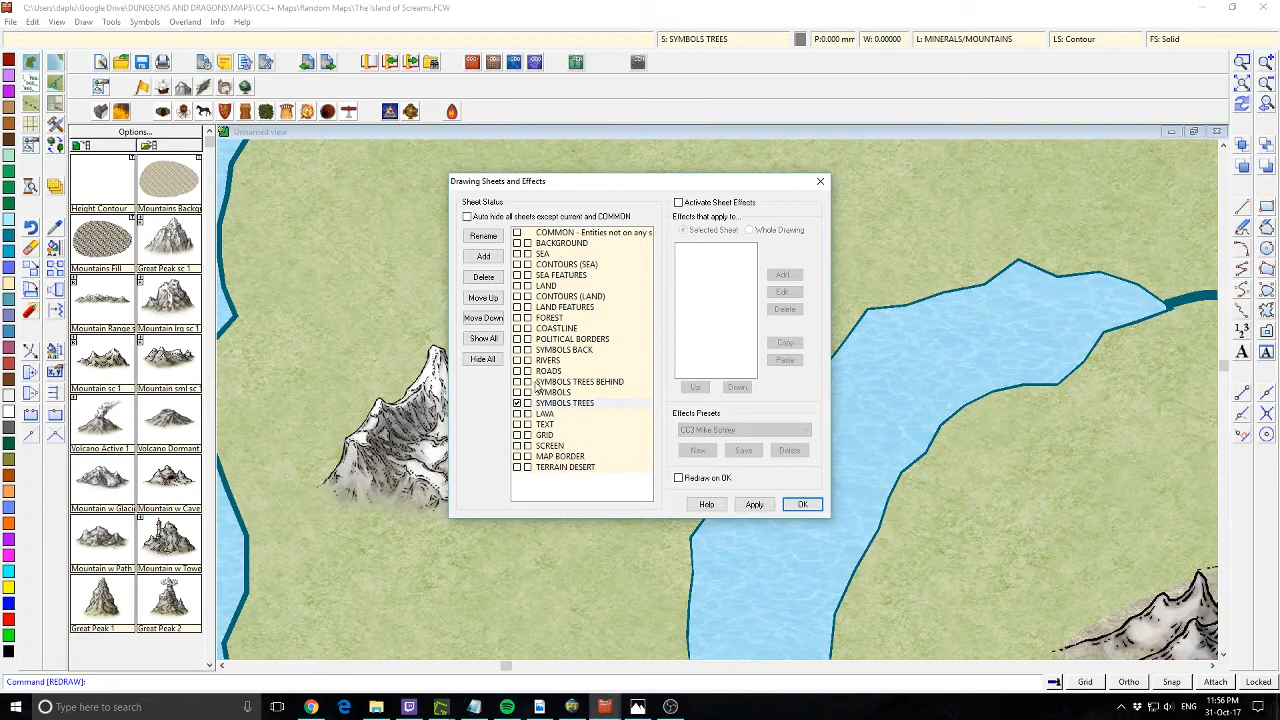 C:\Users\daplu\Google Drive\DUNGEONS AND DRAGONS\MAPS\CC3+ Maps\Random Maps\The Island of Screams.FCW
File Edit View Draw Tools Symbols Overland Info Help
S: SYMBOLS TREES P:0.000 mm W: 0.00000 L: MINERALS/MOUNTAINS LS: Contour FS: Solid
Options... Unnamed view
Height Contour Mountains Backg
Mountains Fill Great Peak sc 1
Mountain Range s Mountain lrg sc 1
Mountain sc 1 Mountain sml sc 1
Volcano Active 1 Volcano Dormant
Mountain w Glaci Mountain w Cave
Mountain w Path Mountain w Towe
Great Peak 1 Great Peak 2
Drawing Sheets and Effects
Sheet Status
Auto hide all sheets except current and COMMON
Rename
Add
Delete
Move Up
Move Down
Show All
Hide All
COMMON - Entities not on any s
BACKGROUND
SEA
CONTOURS (SEA)
SEA FEATURES
LAND
CONTOURS (LAND)
LAND FEATURES
FOREST
COASTLINE
POLITICAL BORDERS
SYMBOLS BACK
RIVERS
ROADS
SYMBOLS TREES BEHIND
SYMBOLS
SYMBOLS TREES
LAVA
TEXT
GRID
SCREEN
MAP BORDER
TERRAIN DESERT
Activate Sheet Effects
Effects that apply to...
Selected Sheet Whole Drawing
Add...
Edit...
Delete
Copy
Paste
Up Down
Effects Presets
CC3 Mike Schley
New Save Delete
Redraw on OK
Help Apply OK
Command [REDRAW]:
Grid Ortho Snap Attach Locked
Type here to search
11:56 PM
31-Oct-17